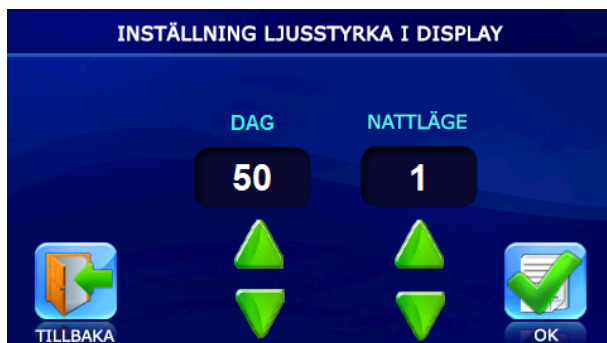 INSTÄLLNING LJUSSTYRKA I DISPLAY
DAG NATTLÄGE
50 1
TILLBAKA OK